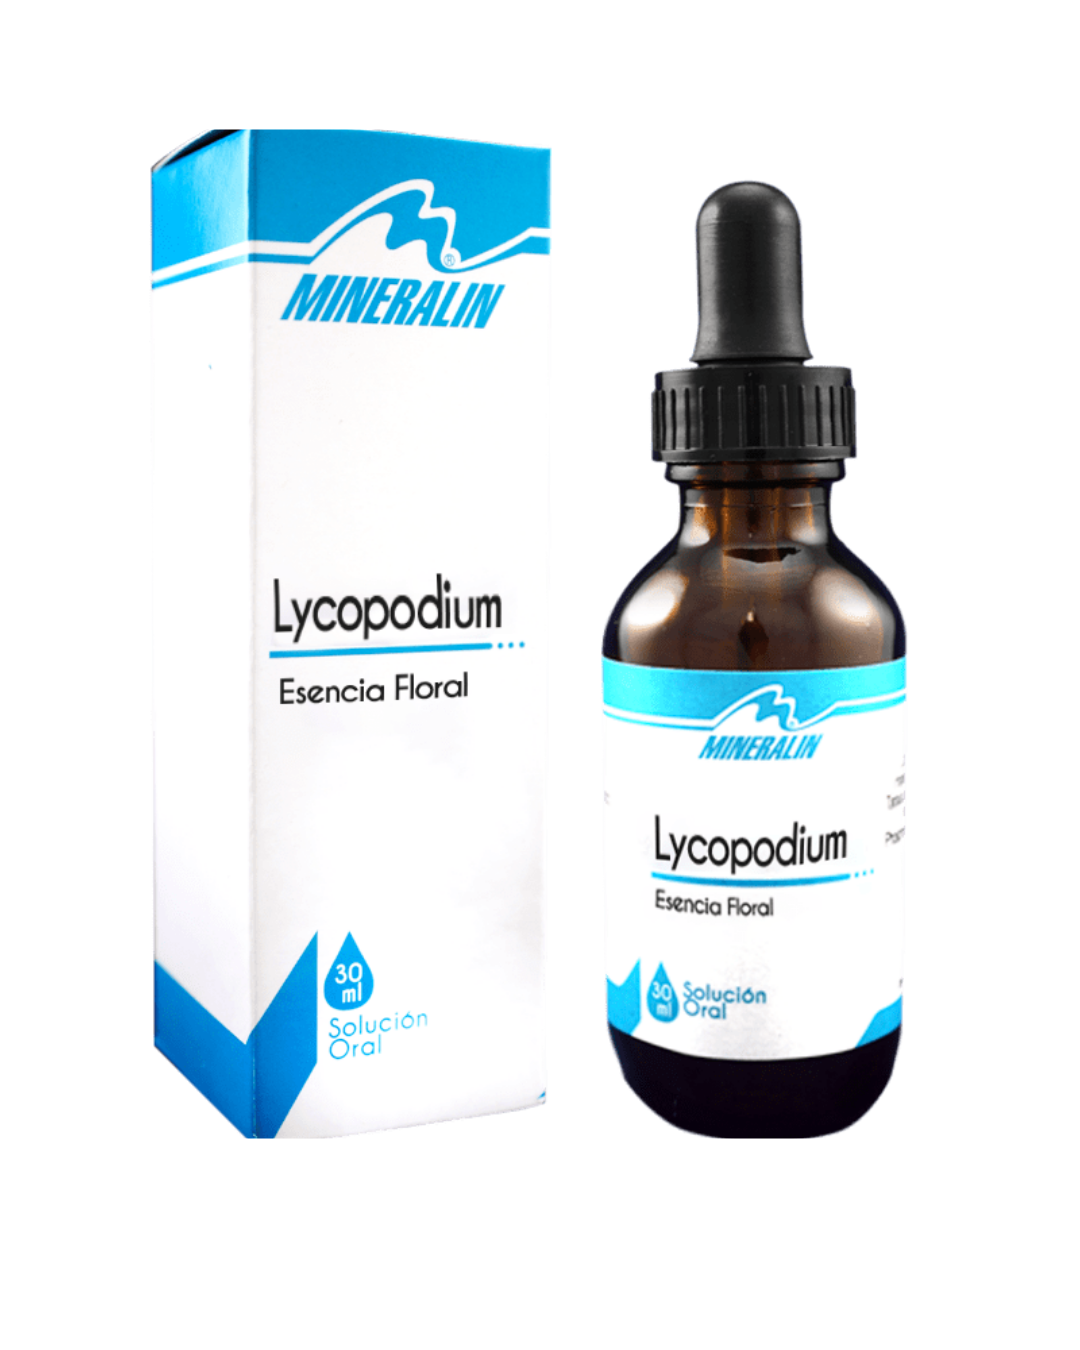 ®
MINERALIN
Lycopodium
Esencia Floral
30
ml
Solución
Oral
MINERALIN
Lycopodium
Esencia Floral
30
ml
Solución
Oral